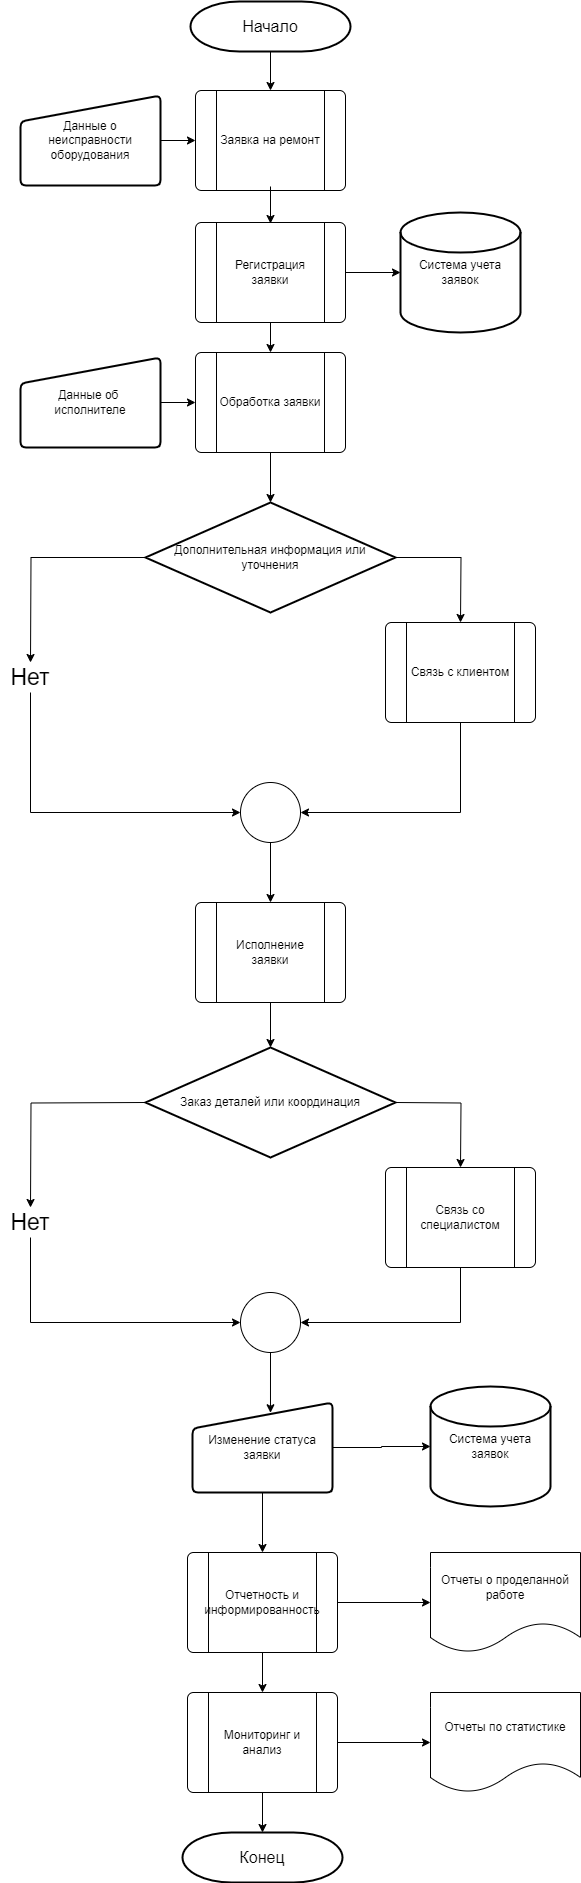 Начало
Данные о
неисправности
оборудования
Заявка на ремонт
Регистрация
заявки
Система учета
заявок
Данные об
исполнителе
Обработка заявки
Дополнительная информация или
уточнения
Нет
Связь с клиентом
Исполнение
заявки
Заказ деталей или координация
Нет
Связь со
специалистом
Изменение статуса
заявки
Система учета
заявок
Отчетность и
информированность
Отчеты о проделанной
работе
Мониторинг и
анализ
Отчеты по статистике
Конец